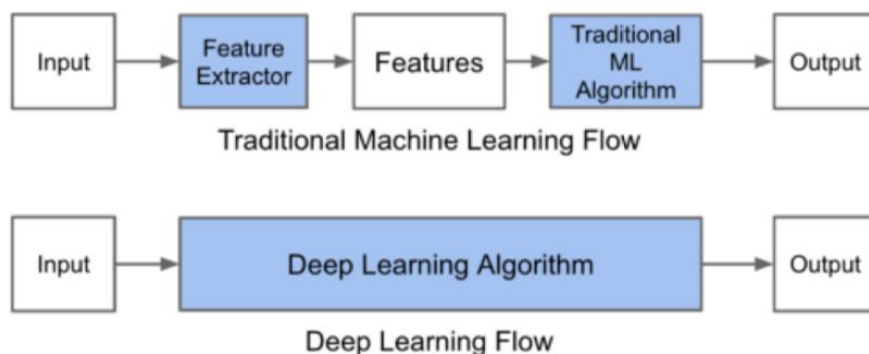 Input
Feature
Extractor
Features
Traditional
ML
Algorithm
Output
Traditional Machine Learning Flow
Input
Deep Learning Algorithm
Output
Deep Learning Flow